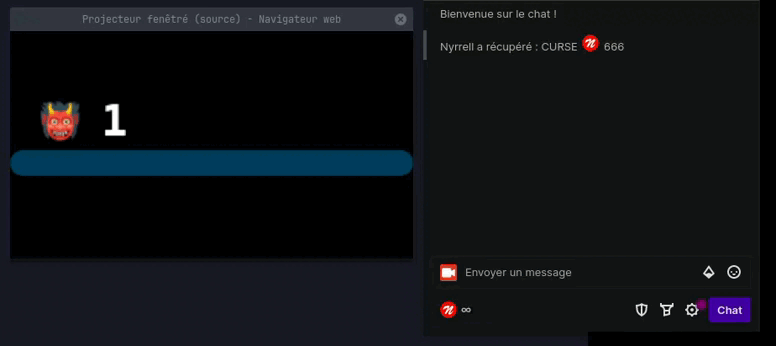 Projecteur fenêtré (source) - Navigateur web
1
Bienvenue sur le chat !
Nyrrell a récupéré : CURSE 666
Envoyer un message
∞
Chat